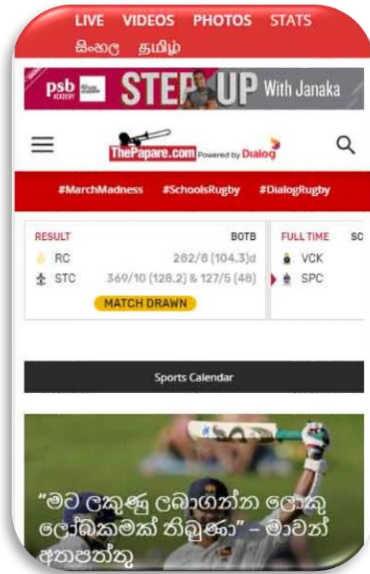 LIVE VIDEOS PHOTOS STATS
සිංහල தமிழ்
psb ACADEMY
STEP UP With Janaka
ThePapare.com Powered by Dialog
#MarchMadness #SchoolsRugby #DialogRugby
RESULT BOTB FULL TIME SC
RC 282/8 (104.3)d VCK
STC 369/10 (128.2) & 127/5 (48) SPC
MATCH DRAWN
Sports Calendar
“මට ලකුණු ලබාගන්න ලොකු
ලෝබකමක් තිබුණා” – මාවන්
අතපත්තු